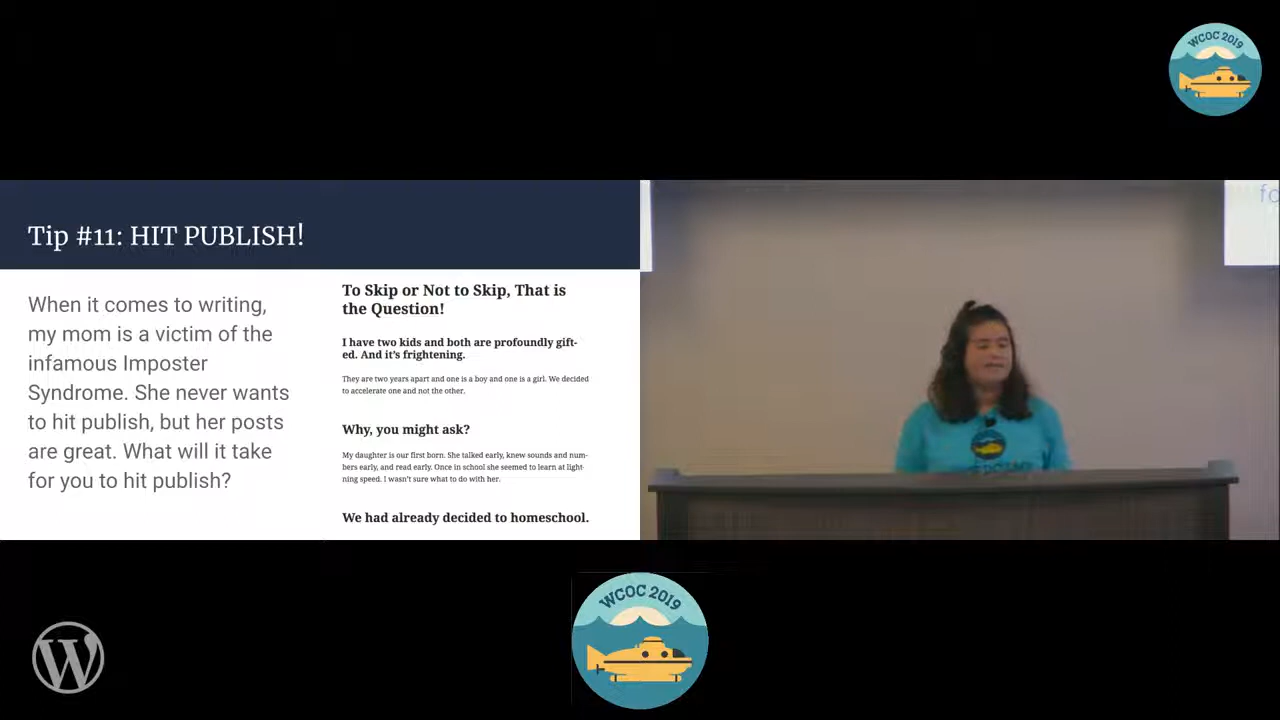 WCOC 2019
Tip #11: HIT PUBLISH!
When it comes to writing,
my mom is a victim of the
infamous Imposter
Syndrome. She never wants
to hit publish, but her posts
are great. What will it take
for you to hit publish?
To Skip or Not to Skip, That is
the Question!
I have two kids and both are profoundly gift-
ed. And it's frightening.
They are two years apart and one is a boy and one is a girl. We decided
to accelerate one and not the other.
Why, you might ask?
My daughter is our first born. She talked early, knew sounds and num-
bers early, and read early. Once in school she seemed to learn at light-
ning speed. I wasn't sure what to do with her.
We had already decided to homeschool.
fo
W
WCOC 2019